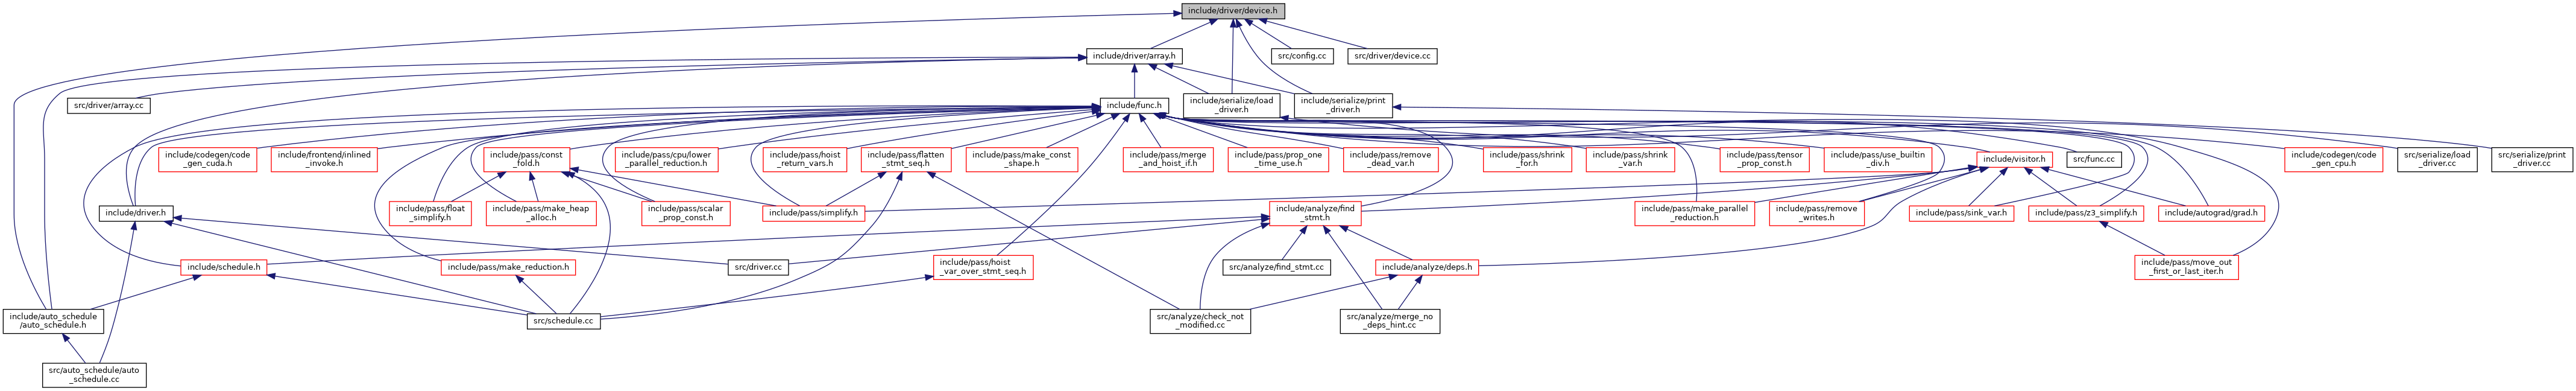 include/driver/device.h
include/driver/array.h
src/config.cc
src/driver/device.cc
src/driver/array.cc
include/func.h
include/serialize/load
_driver.h
include/serialize/print
_driver.h
include/codegen/code
_gen_cuda.h
include/frontend/inlined
_invoke.h
include/pass/const
_fold.h
include/pass/cpu/lower
_parallel_reduction.h
include/pass/hoist
_return_vars.h
include/pass/flatten
_stmt_seq.h
include/pass/make_const
_shape.h
include/pass/merge
_and_hoist_if.h
include/pass/prop_one
_time_use.h
include/pass/remove
_dead_var.h
include/pass/shrink
_for.h
include/pass/shrink
_var.h
include/pass/tensor
_prop_const.h
include/pass/use_builtin
_div.h
include/visitor.h
src/func.cc
include/codegen/code
_gen_cpu.h
src/serialize/load
_driver.cc
src/serialize/print
_driver.cc
include/driver.h
include/pass/float
_simplify.h
include/pass/make_heap
_alloc.h
include/pass/scalar
_prop_const.h
include/pass/simplify.h
include/analyze/find
_stmt.h
include/pass/make_parallel
_reduction.h
include/pass/remove
_writes.h
include/pass/sink_var.h
include/pass/z3_simplify.h
include/autograd/grad.h
include/schedule.h
include/pass/make_reduction.h
src/driver.cc
include/pass/hoist
_var_over_stmt_seq.h
src/analyze/find_stmt.cc
include/analyze/deps.h
include/pass/move_out
_first_or_last_iter.h
include/auto_schedule
/auto_schedule.h
src/schedule.cc
src/analyze/check_not
_modified.cc
src/analyze/merge_no
_deps_hint.cc
src/auto_schedule/auto
_schedule.cc